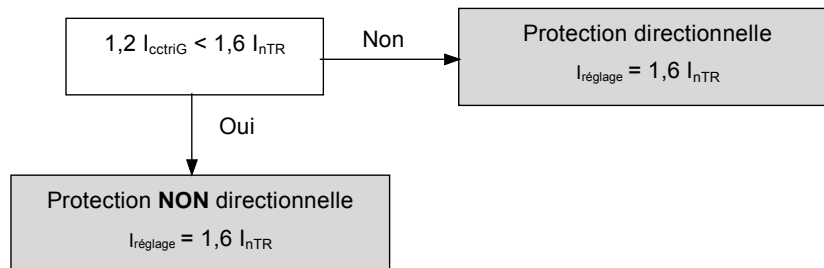 1,2 IcctriG < 1,6 InTR
Non
Protection directionnelle
Iréglage = 1,6 InTR
Oui
Protection NON directionnelle
Iréglage = 1,6 InTR